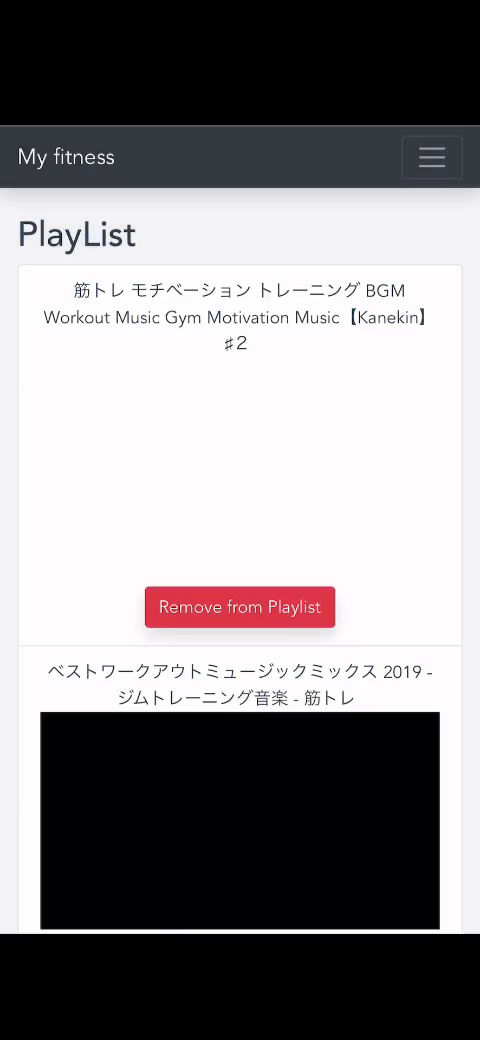 My fitness
PlayList
筋トレ モチベーション トレーニング BGM
Workout Music Gym Motivation Music【Kanekin】
♯２
Remove from Playlist
ベストワークアウトミュージックミックス 2019 -
ジムトレーニング音楽 - 筋トレ